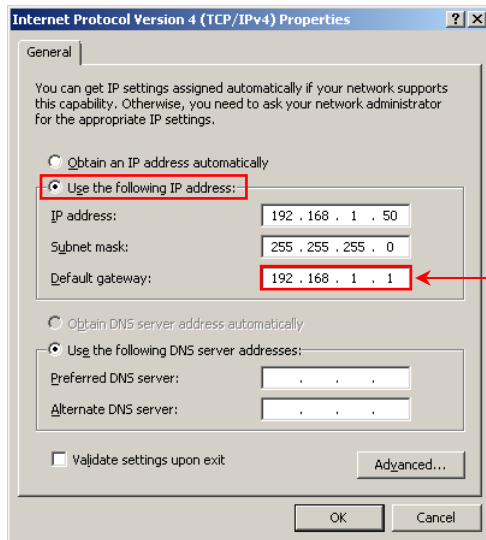 Internet Protocol Version 4 (TCP/IPv4) Properties
General
You can get IP settings assigned automatically if your network supports
this capability. Otherwise, you need to ask your network administrator
for the appropriate IP settings.
Obtain an IP address automatically
Use the following IP address:
IP address: 192 . 168 . 1 . 50
Subnet mask: 255 . 255 . 255 . 0
Default gateway: 192 . 168 . 1 . 1
Obtain DNS server address automatically
Use the following DNS server addresses:
Preferred DNS server: . . .
Alternate DNS server: . . .
Validate settings upon exit
Advanced...
OK Cancel